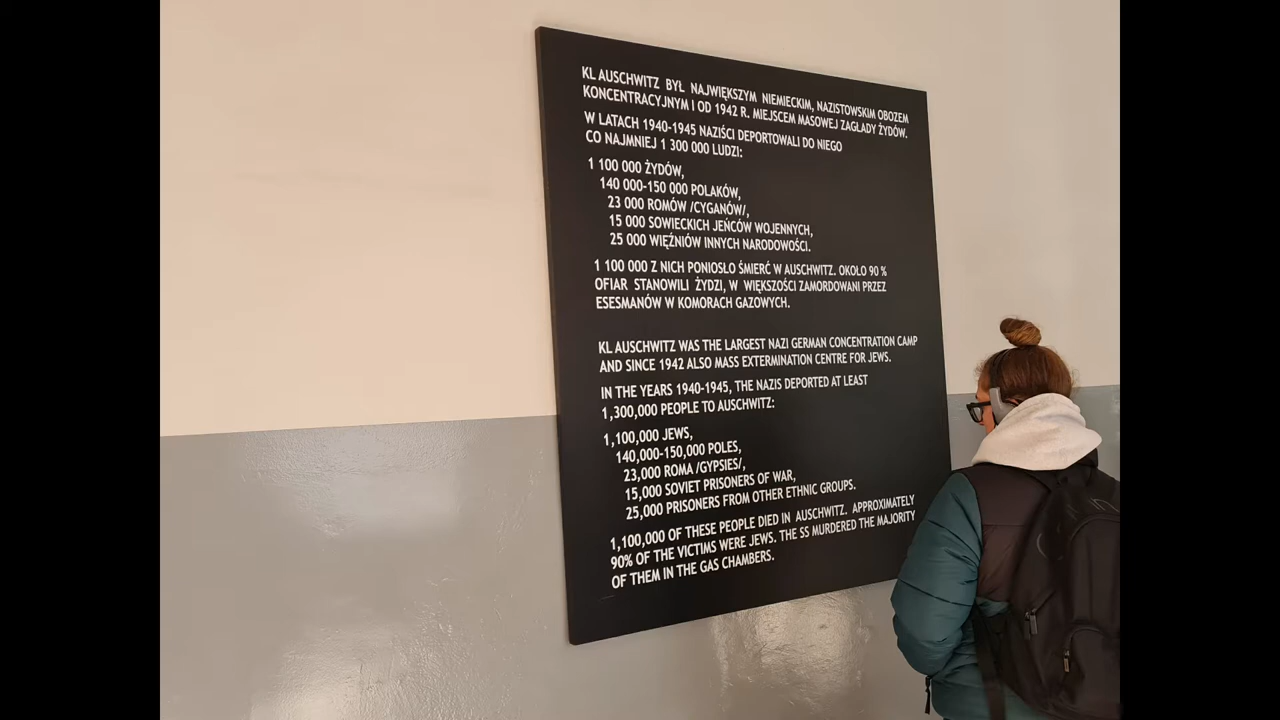 KL AUSCHWITZ BYŁ NAJWIĘKSZYM NIEMIECKIM, NAZISTOWSKIM OBOZEM
KONCENTRACYJNYM I OD 1942 R. MIEJSCEM MASOWEJ ZAGŁADY ŻYDÓW.
W LATACH 1940-1945 NAZIŚCI DEPORTOWALI DO NIEGO
CO NAJMNIEJ 1 300 000 LUDZI:
1 100 000 ŻYDÓW,
140 000-150 000 POLAKÓW,
23 000 ROMÓW /CYGANÓW/,
15 000 SOWIECKICH JEŃCÓW WOJENNYCH,
25 000 WIĘŹNIÓW INNYCH NARODOWOŚCI.
1 100 000 Z NICH PONIOSŁO ŚMIERĆ W AUSCHWITZ. OKOŁO 90 %
OFIAR STANOWILI ŻYDZI, W WIĘKSZOŚCI ZAMORDOWANI PRZEZ
ESESMANÓW W KOMORACH GAZOWYCH.
KL AUSCHWITZ WAS THE LARGEST NAZI GERMAN CONCENTRATION CAMP
AND SINCE 1942 ALSO MASS EXTERMINATION CENTRE FOR JEWS.
IN THE YEARS 1940-1945, THE NAZIS DEPORTED AT LEAST
1,300,000 PEOPLE TO AUSCHWITZ:
1,100,000 JEWS,
140,000-150,000 POLES,
23,000 ROMA /GYPSIES/,
15,000 SOVIET PRISONERS OF WAR,
25,000 PRISONERS FROM OTHER ETHNIC GROUPS.
1,100,000 OF THESE PEOPLE DIED IN AUSCHWITZ. APPROXIMATELY
90% OF THE VICTIMS WERE JEWS. THE SS MURDERED THE MAJORITY
OF THEM IN THE GAS CHAMBERS.